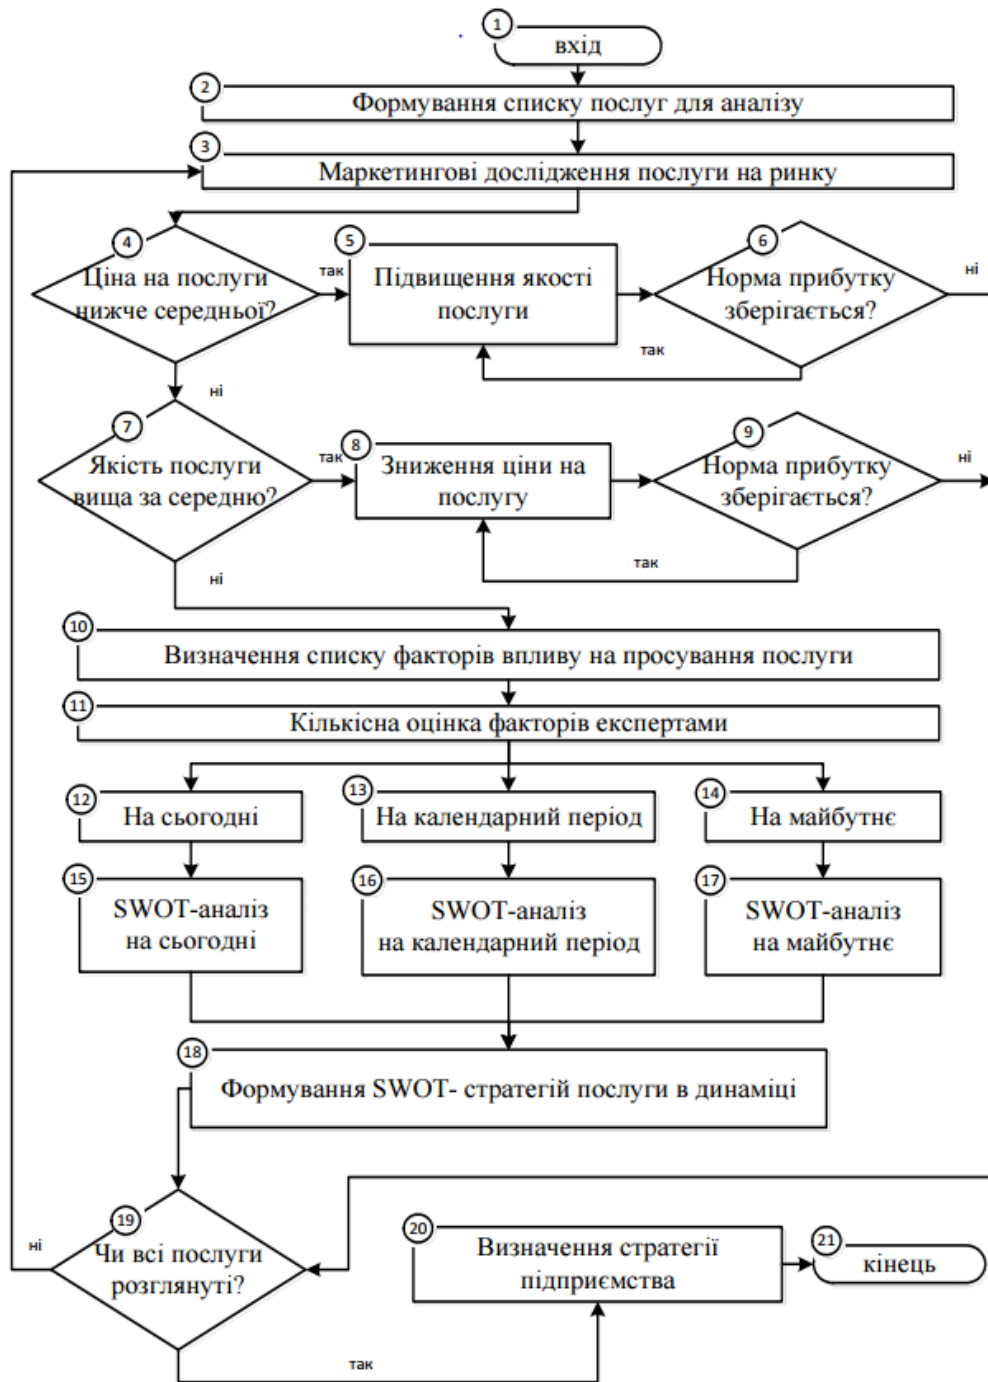 1
вхід
2
Формування списку послуг для аналізу
3
Маркетингові дослідження послуги на ринку
4
Ціна на послуги
нижче середньої?
так
5
Підвищення якості
послуги
6
Норма прибутку
зберігається?
ні
так
ні
7
Якість послуги
вища за середню?
так
8
Зниження ціни на
послугу
9
Норма прибутку
зберігається?
ні
так
ні
10
Визначення списку факторів впливу на просування послуги
11
Кількісна оцінка факторів експертами
12
На сьогодні
13
На календарний період
14
На майбутнє
15
SWOT-аналіз
на сьогодні
16
SWOT-аналіз
на календарний період
17
SWOT-аналіз
на майбутнє
18
Формування SWOT- стратегій послуги в динаміці
19
Чи всі послуги
розглянуті?
ні
так
20
Визначення стратегії
підприємства
21
кінець